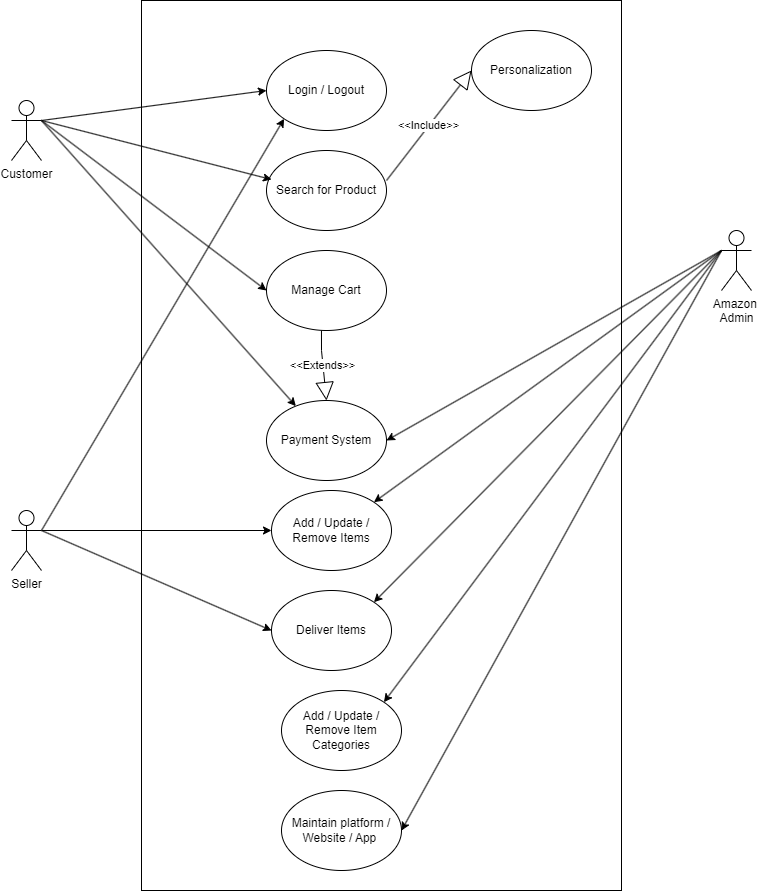 Personalization
Login / Logout
Customer
<<Include>>
Search for Product
Manage Cart
Amazon
Admin
<<Extends>>
Payment System
Add / Update /
Remove Items
Seller
Deliver Items
Add / Update /
Remove Item
Categories
Maintain platform /
Website / App